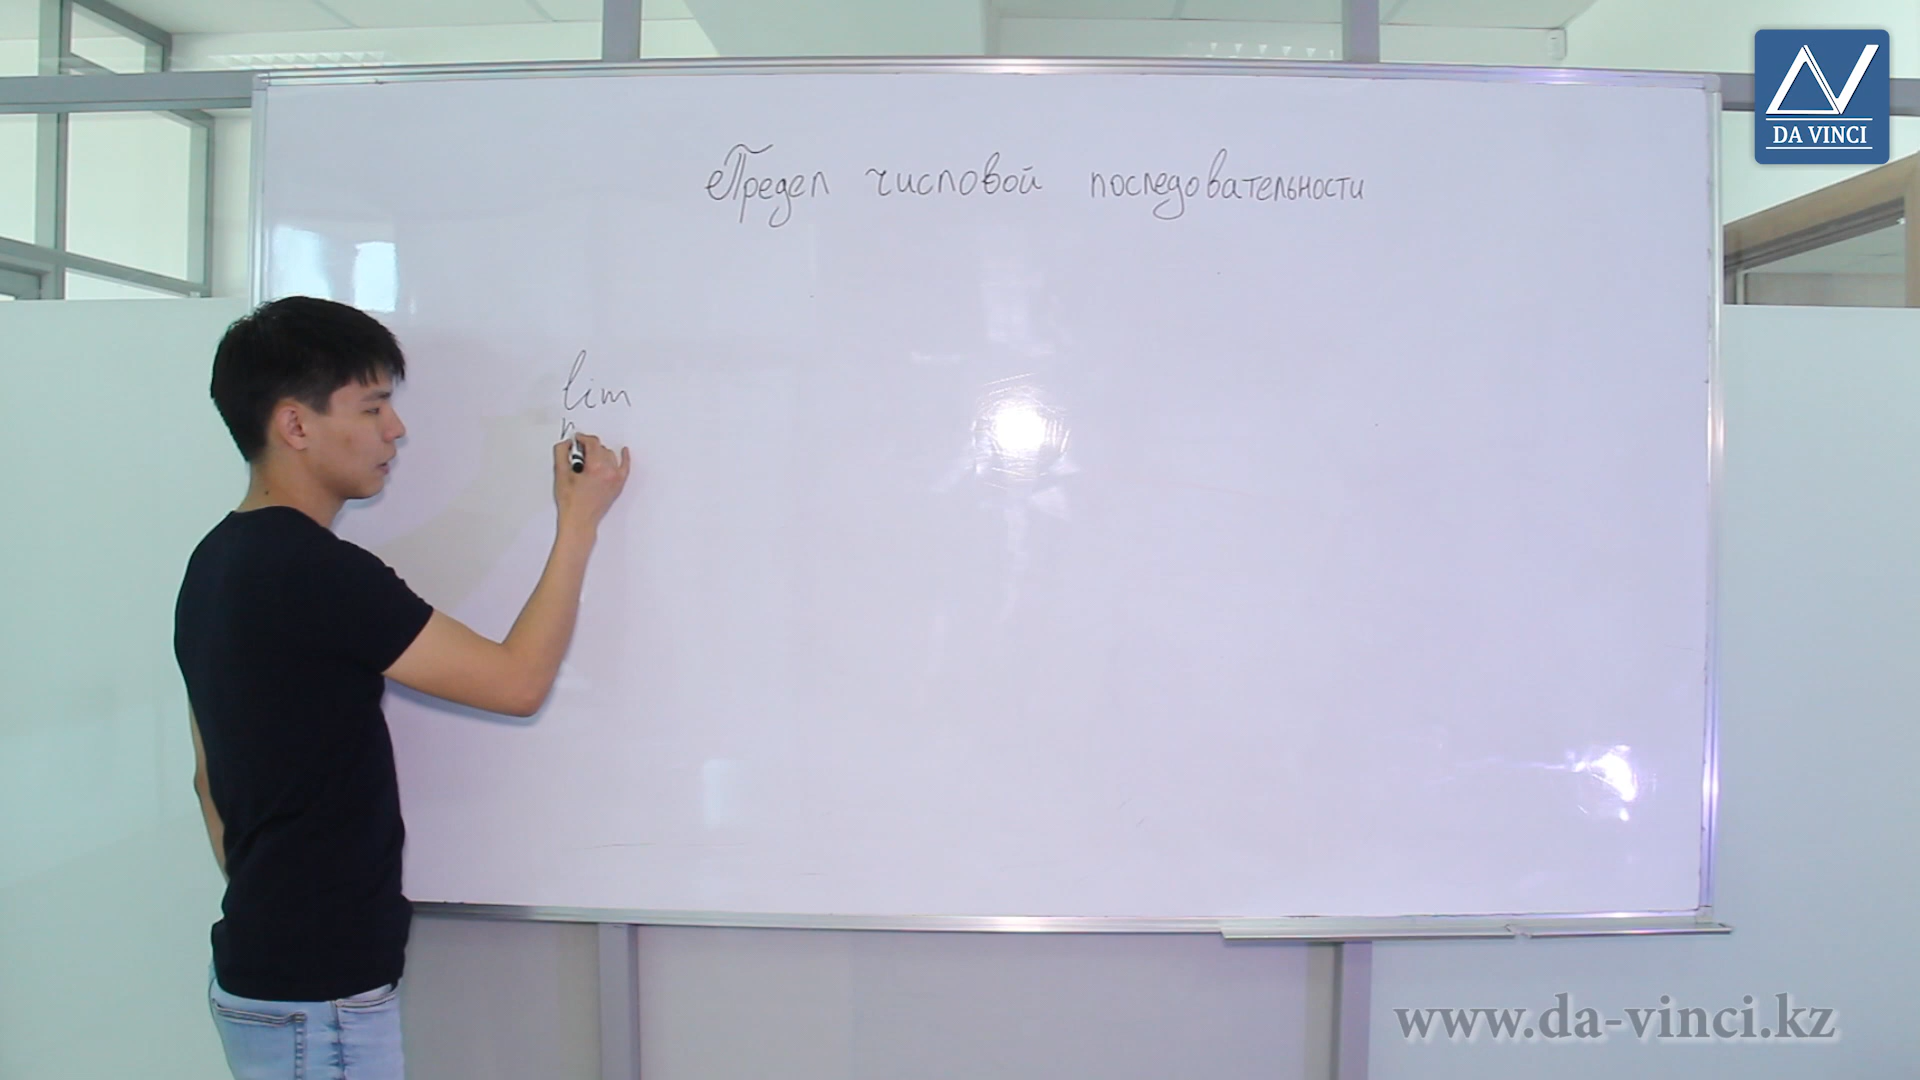 DA VINCI
Предел числовой последовательности
lim
n
www.da-vinci.kz